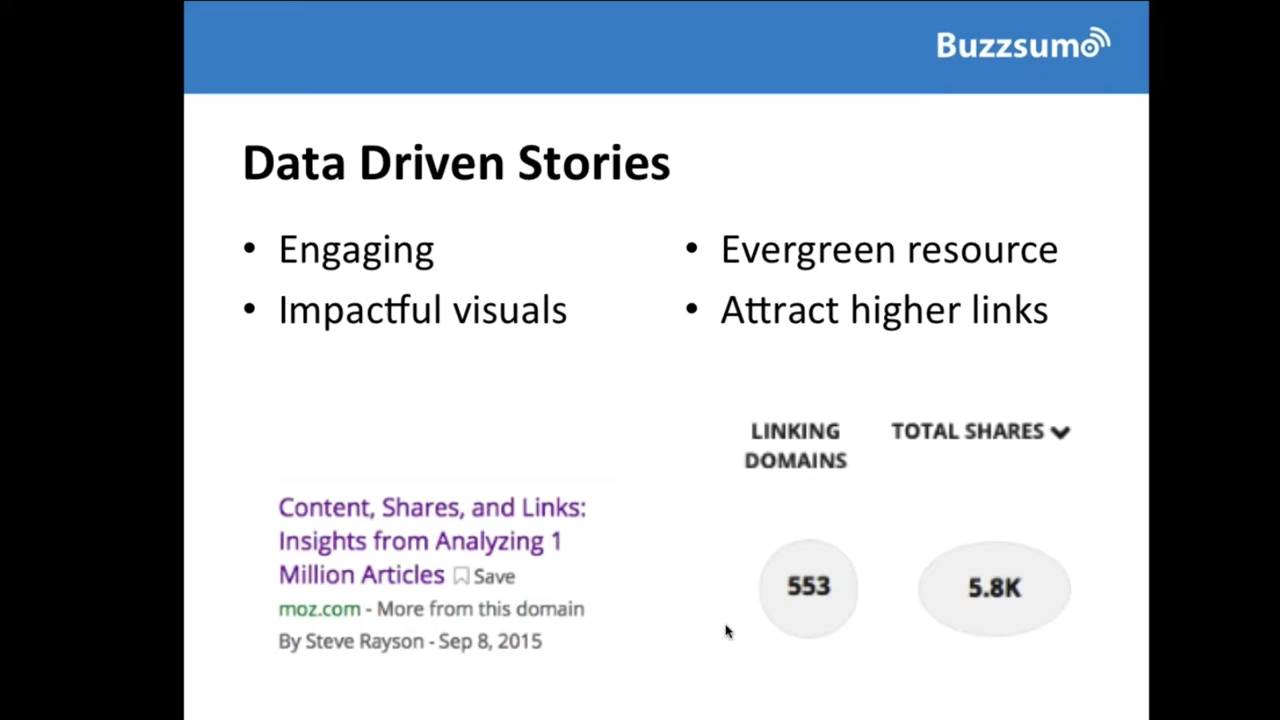 Buzzsumo
Data Driven Stories
• Engaging
• Impactful visuals
• Evergreen resource
• Attract higher links
LINKING
DOMAINS
TOTAL SHARES
Content, Shares, and Links:
Insights from Analyzing 1
Million Articles Save
moz.com - More from this domain
By Steve Rayson - Sep 8, 2015
553
5.8K